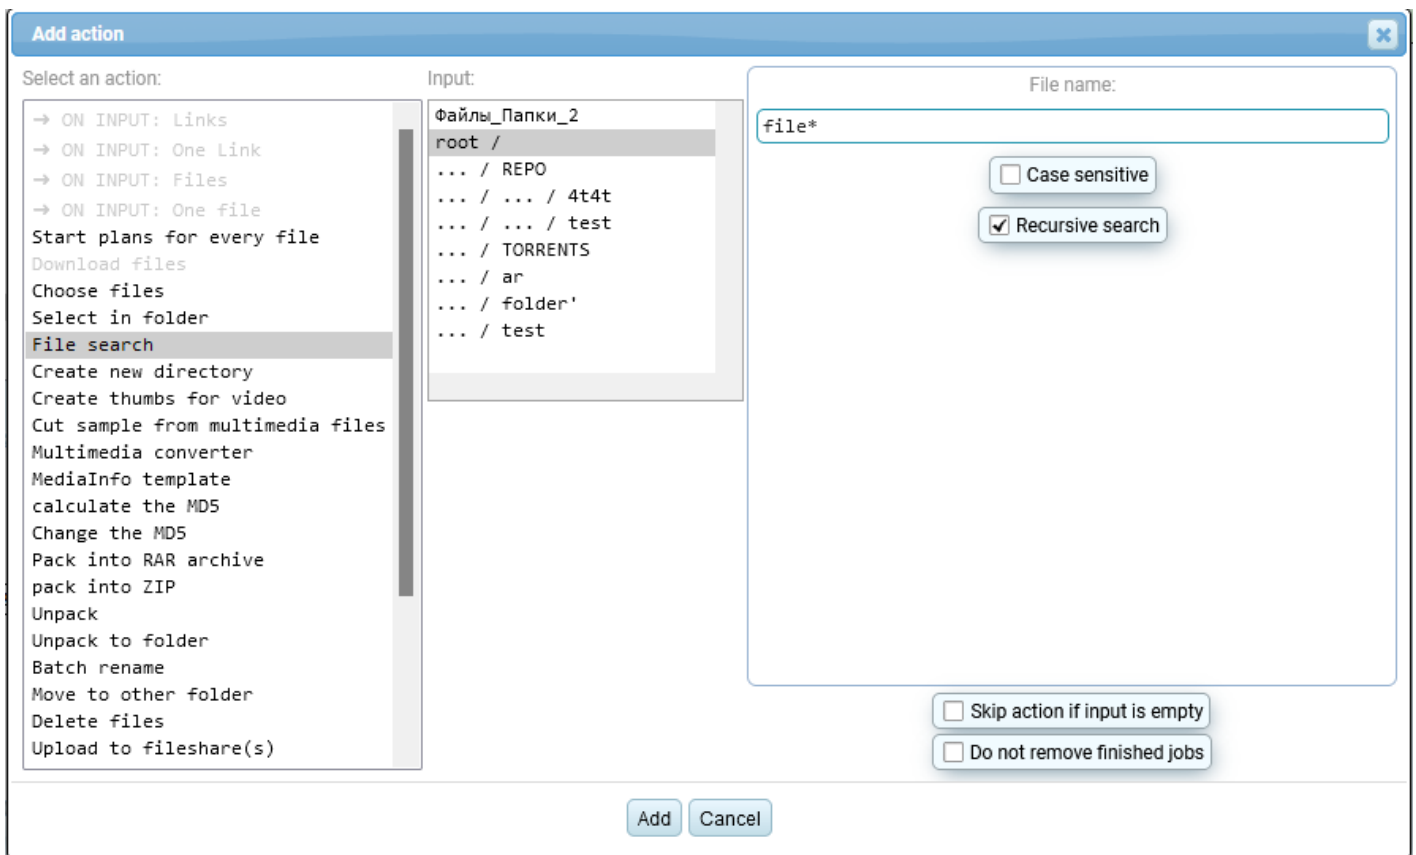 Add action
Select an action:
→ ON INPUT: Links
→ ON INPUT: One Link
→ ON INPUT: Files
→ ON INPUT: One file
Start plans for every file
Download files
Choose files
Select in folder
File search
Create new directory
Create thumbs for video
Cut sample from multimedia files
Multimedia converter
MediaInfo template
calculate the MD5
Change the MD5
Pack into RAR archive
pack into ZIP
Unpack
Unpack to folder
Batch rename
Move to other folder
Delete files
Upload to fileshare(s)
Input:
Файлы_Папки_2
root /
... / REPO
... / ... / 4t4t
... / ... / test
... / TORRENTS
... / ar
... / folder'
... / test
File name:
file*
Case sensitive
Recursive search
Skip action if input is empty
Do not remove finished jobs
Add
Cancel